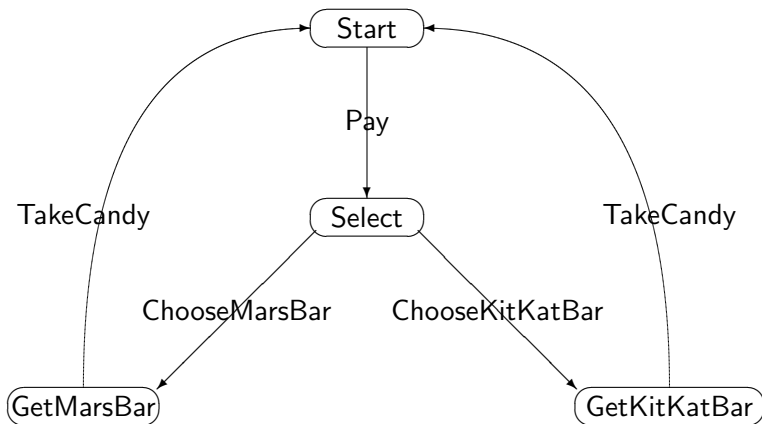 Start
Pay
TakeCandy
Select
TakeCandy
ChooseMarsBar
ChooseKitKatBar
GetMarsBar
GetKitKatBar